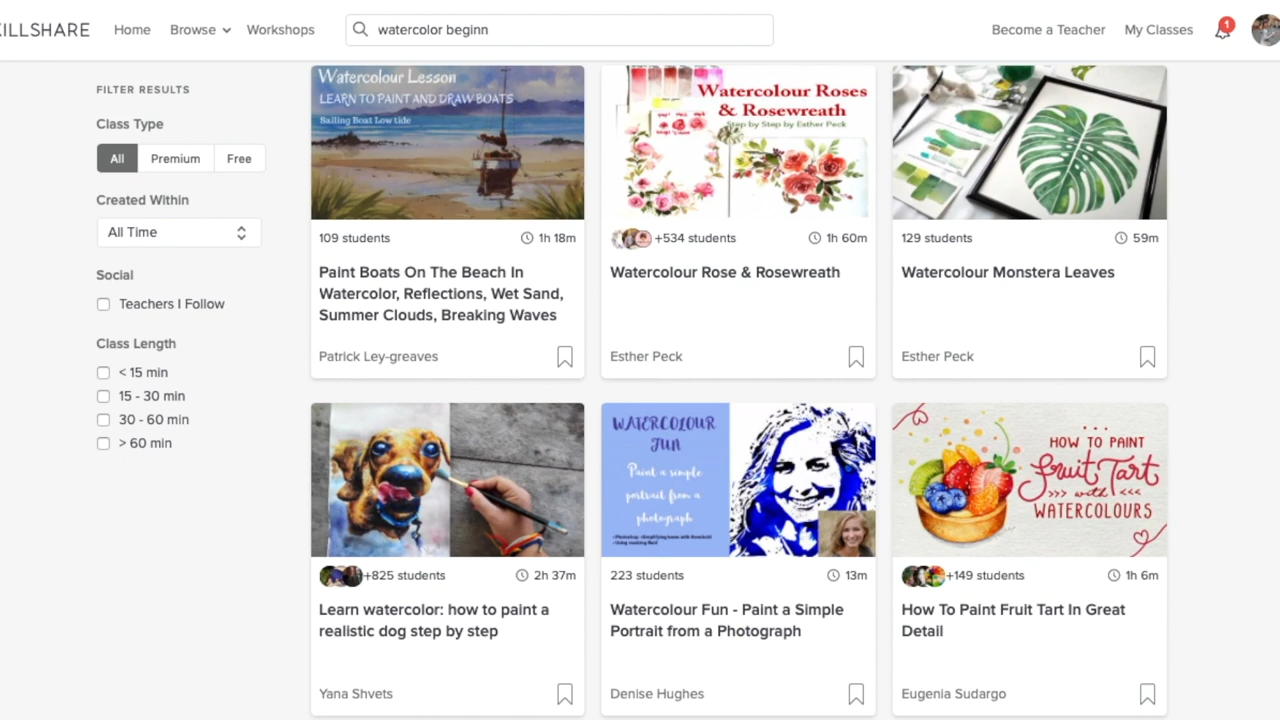 KILLSHARE
Home
Browse
Workshops
watercolor beginn
Become a Teacher
My Classes
1
FILTER RESULTS
Class Type
All
Premium
Free
Created Within
All Time
Social
Teachers I Follow
Class Length
< 15 min
15 - 30 min
30 - 60 min
> 60 min
Watercolour Lesson
LEARN TO PAINT AND DRAW BOATS
Sailing Boat Low tide
109 students
1h 18m
Paint Boats On The Beach In
Watercolor, Reflections, Wet Sand,
Summer Clouds, Breaking Waves
Patrick Ley-greaves
Watercolour Roses
& Rosewreath
Step by Step by Esther Peck
+534 students
1h 60m
Watercolour Rose & Rosewreath
Esther Peck
129 students
59m
Watercolour Monstera Leaves
Esther Peck
+825 students
2h 37m
Learn watercolor: how to paint a
realistic dog step by step
Yana Shvets
WATERCOLOUR
FUN
Paint a simple
portrait from a
photograph
223 students
13m
Watercolour Fun - Paint a Simple
Portrait from a Photograph
Denise Hughes
HOW TO PAINT
fruit Tart
>>> with <<<
WATERCOLOURS
+149 students
1h 6m
How To Paint Fruit Tart In Great
Detail
Eugenia Sudargo